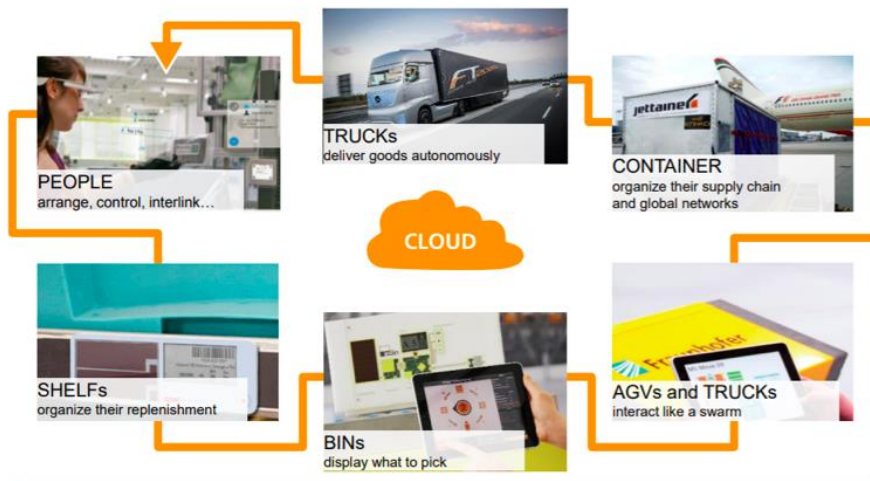 TRUCKs
deliver goods autonomously
PEOPLE
arrange, control, interlink…
jettainer
CONTAINER
organize their supply chain
and global networks
CLOUD
SHELFs
organize their replenishment
BINs
display what to pick
Fraunhofer
AGVs and TRUCKs
interact like a swarm